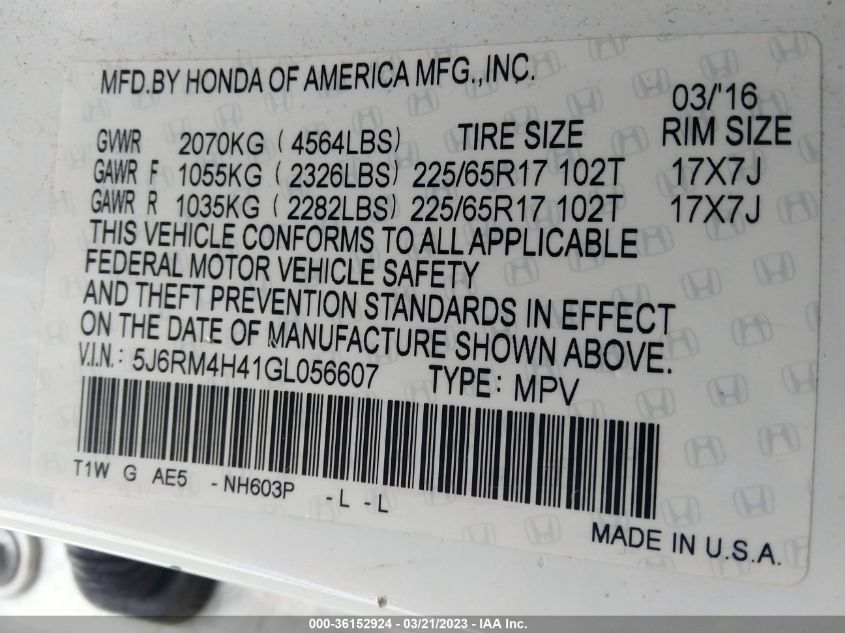 MFD.BY HONDA OF AMERICA MFG.,INC.
03/'16
GVWR 2070KG (4564LBS) TIRE SIZE RIM SIZE
GAWR F 1055KG (2326LBS) 225/65R17 102T 17X7J
GAWR R 1035KG (2282LBS) 225/65R17 102T 17X7J
THIS VEHICLE CONFORMS TO ALL APPLICABLE
FEDERAL MOTOR VEHICLE SAFETY
AND THEFT PREVENTION STANDARDS IN EFFECT
ON THE DATE OF MANUFACTURE SHOWN ABOVE.
V.I.N.: 5J6RM4H41GL056607 TYPE: MPV
T1W G AE5 -NH603P -L -L
MADE IN U.S.A.
000-36152924 - 03/21/2023 - IAA Inc.